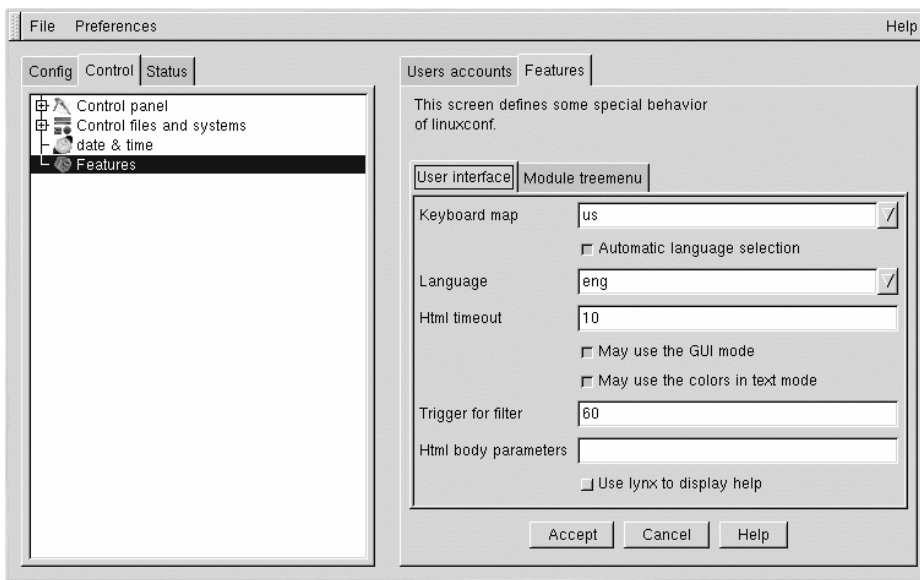 File Preferences Help
Config Control Status
Control panel
Control files and systems
date & time
Features
Users accounts Features
This screen defines some special behavior
of linuxconf.
User interface Module treemenu
Keyboard map us
Automatic language selection
Language eng
Html timeout 10
May use the GUI mode
May use the colors in text mode
Trigger for filter 60
Html body parameters
Use lynx to display help
Accept Cancel Help